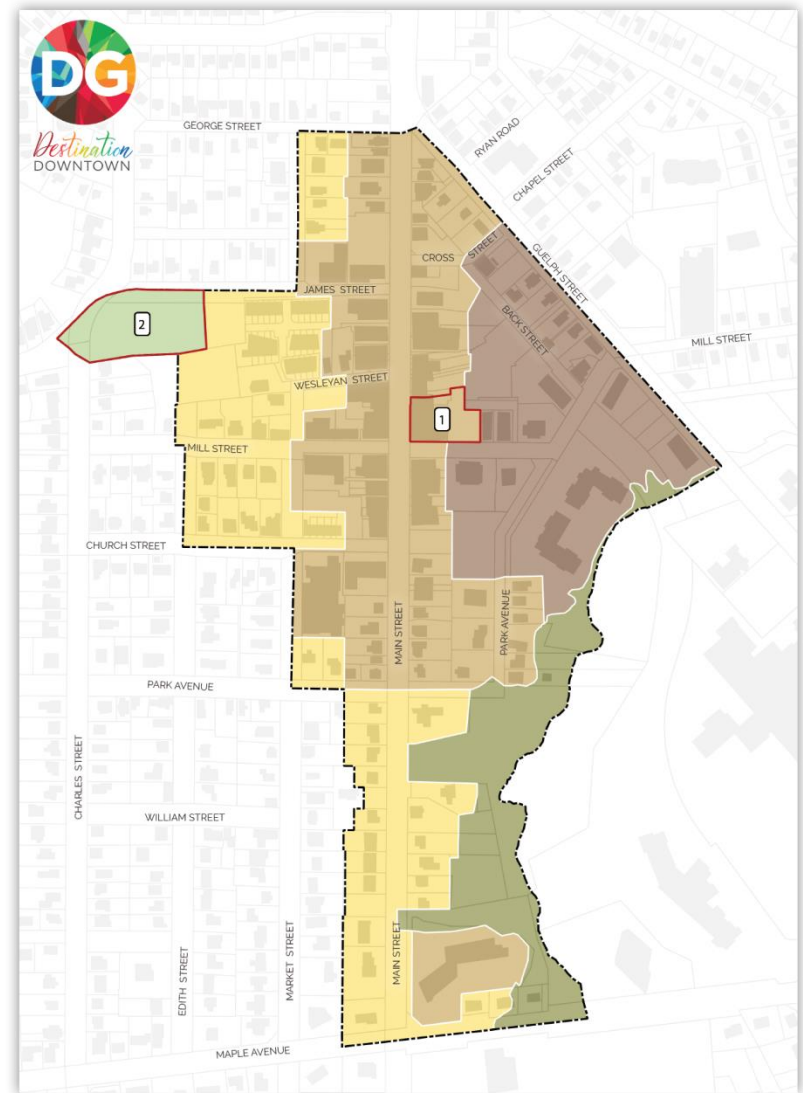 DG
Destination
DOWNTOWN
GEORGE STREET
RYAN ROAD
CHAPEL STREET
GUELPH STREET
CROSS STREET
JAMES STREET
BACK STREET
2
MILL STREET
WESLEYAN STREET
1
MILL STREET
CHURCH STREET
MAIN STREET
PARK AVENUE
PARK AVENUE
CHARLES STREET
WILLIAM STREET
EDITH STREET
MARKET STREET
MAIN STREET
MAPLE AVENUE